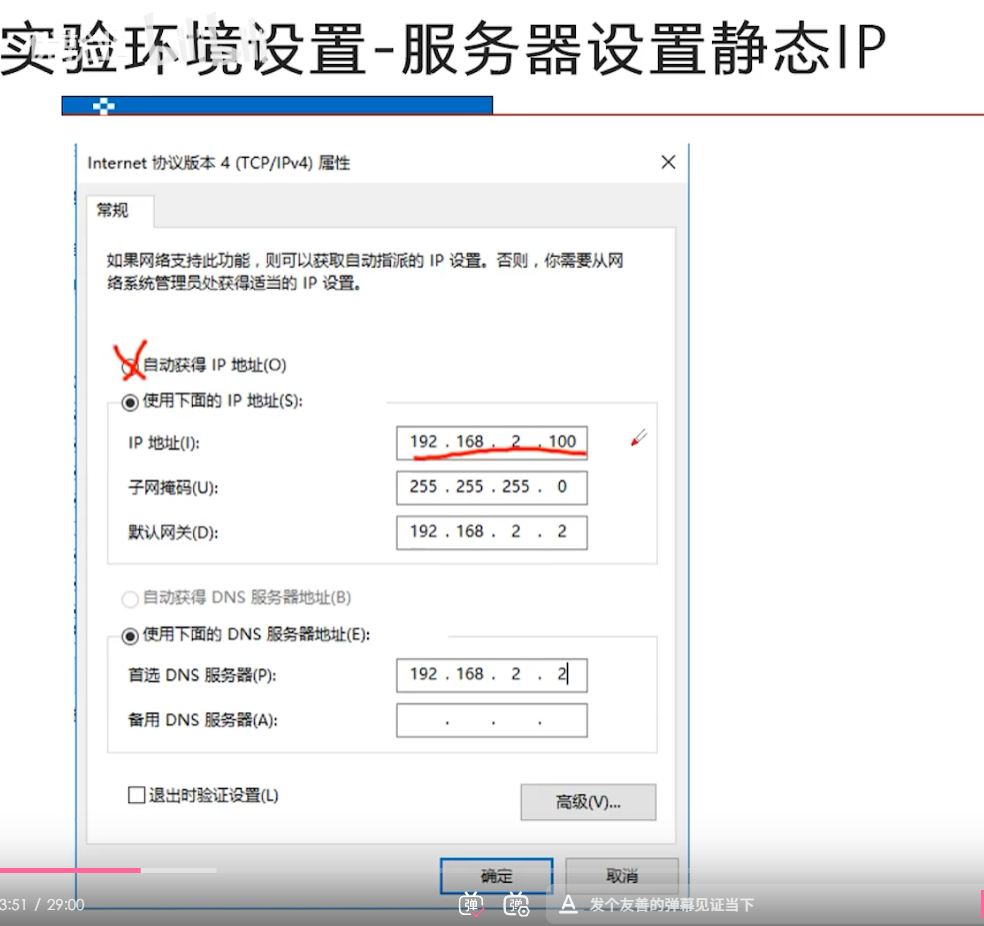 实验环境设置-服务器设置静态IP
Internet 协议版本 4 (TCP/IPv4) 属性
常规
如果网络支持此功能，则可以获取自动指派的 IP 设置。否则，你需要从网
络系统管理员处获得适当的 IP 设置。
自动获得 IP 地址(O)
使用下面的 IP 地址(S):
IP 地址(I): 192 . 168 . 2 . 100
子网掩码(U): 255 . 255 . 255 . 0
默认网关(D): 192 . 168 . 2 . 2
自动获得 DNS 服务器地址(B)
使用下面的 DNS 服务器地址(E):
首选 DNS 服务器(P): 192 . 168 . 2 . 2
备用 DNS 服务器(A): . . .
退出时验证设置(L)
高级(V)...
确定 取消
3:51 / 29:00 弹 弹 A 发个友善的弹幕见证当下